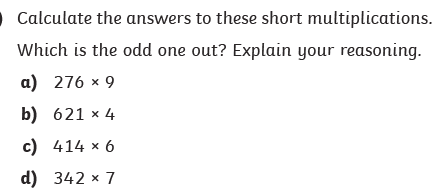 ) Calculate the answers to these short multiplications.
Which is the odd one out? Explain your reasoning.
a) 276 × 9
b) 621 × 4
c) 414 × 6
d) 342 × 7